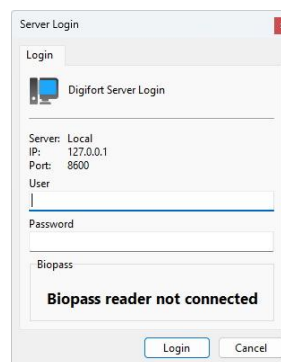 Server Login
Login
Digifort Server Login
Server: Local
IP: 127.0.0.1
Port: 8600
User
Password
Biopass
Biopass reader not connected
Login Cancel